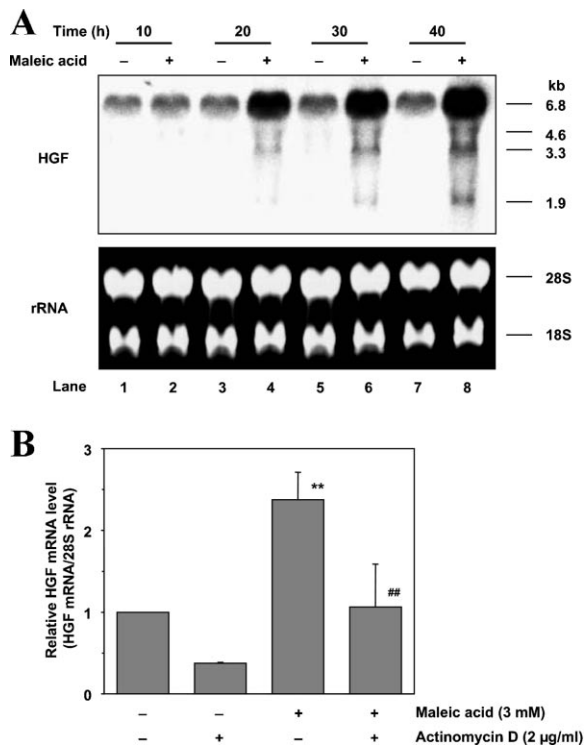 A
Time (h) 10 20 30 40
Maleic acid – + – + – + – +
kb
6.8
4.6
HGF
3.3
1.9
28S
rRNA
18S
Lane 1 2 3 4 5 6 7 8
B
Relative HGF mRNA level
(HGF mRNA/28S rRNA)
3
2
1
0
**
##
– – + + Maleic acid (3 mM)
– + – + Actinomycin D (2 µg/ml)